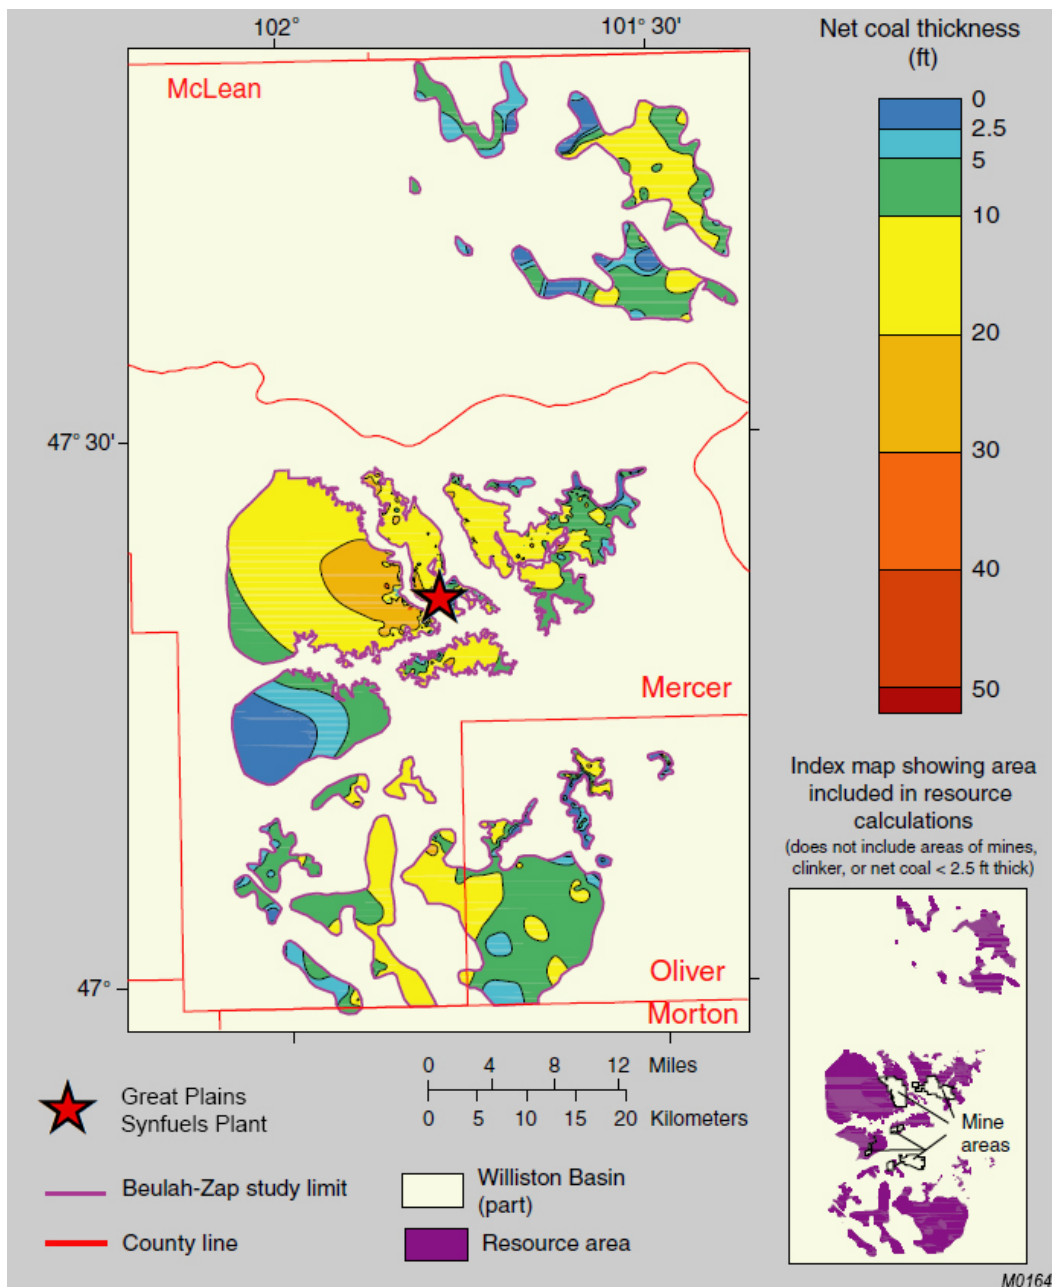 102°
101° 30'
McLean
47° 30'
Mercer
47°
Oliver
Morton
Net coal thickness
(ft)
0
2.5
5
10
20
30
40
50
Index map showing area
included in resource
calculations
(does not include areas of mines,
clinker, or net coal < 2.5 ft thick)
Mine
areas
Great Plains
Synfuels Plant
0 4 8 12 Miles
0 5 10 15 20 Kilometers
Beulah-Zap study limit
Williston Basin
(part)
County line
Resource area
M0164